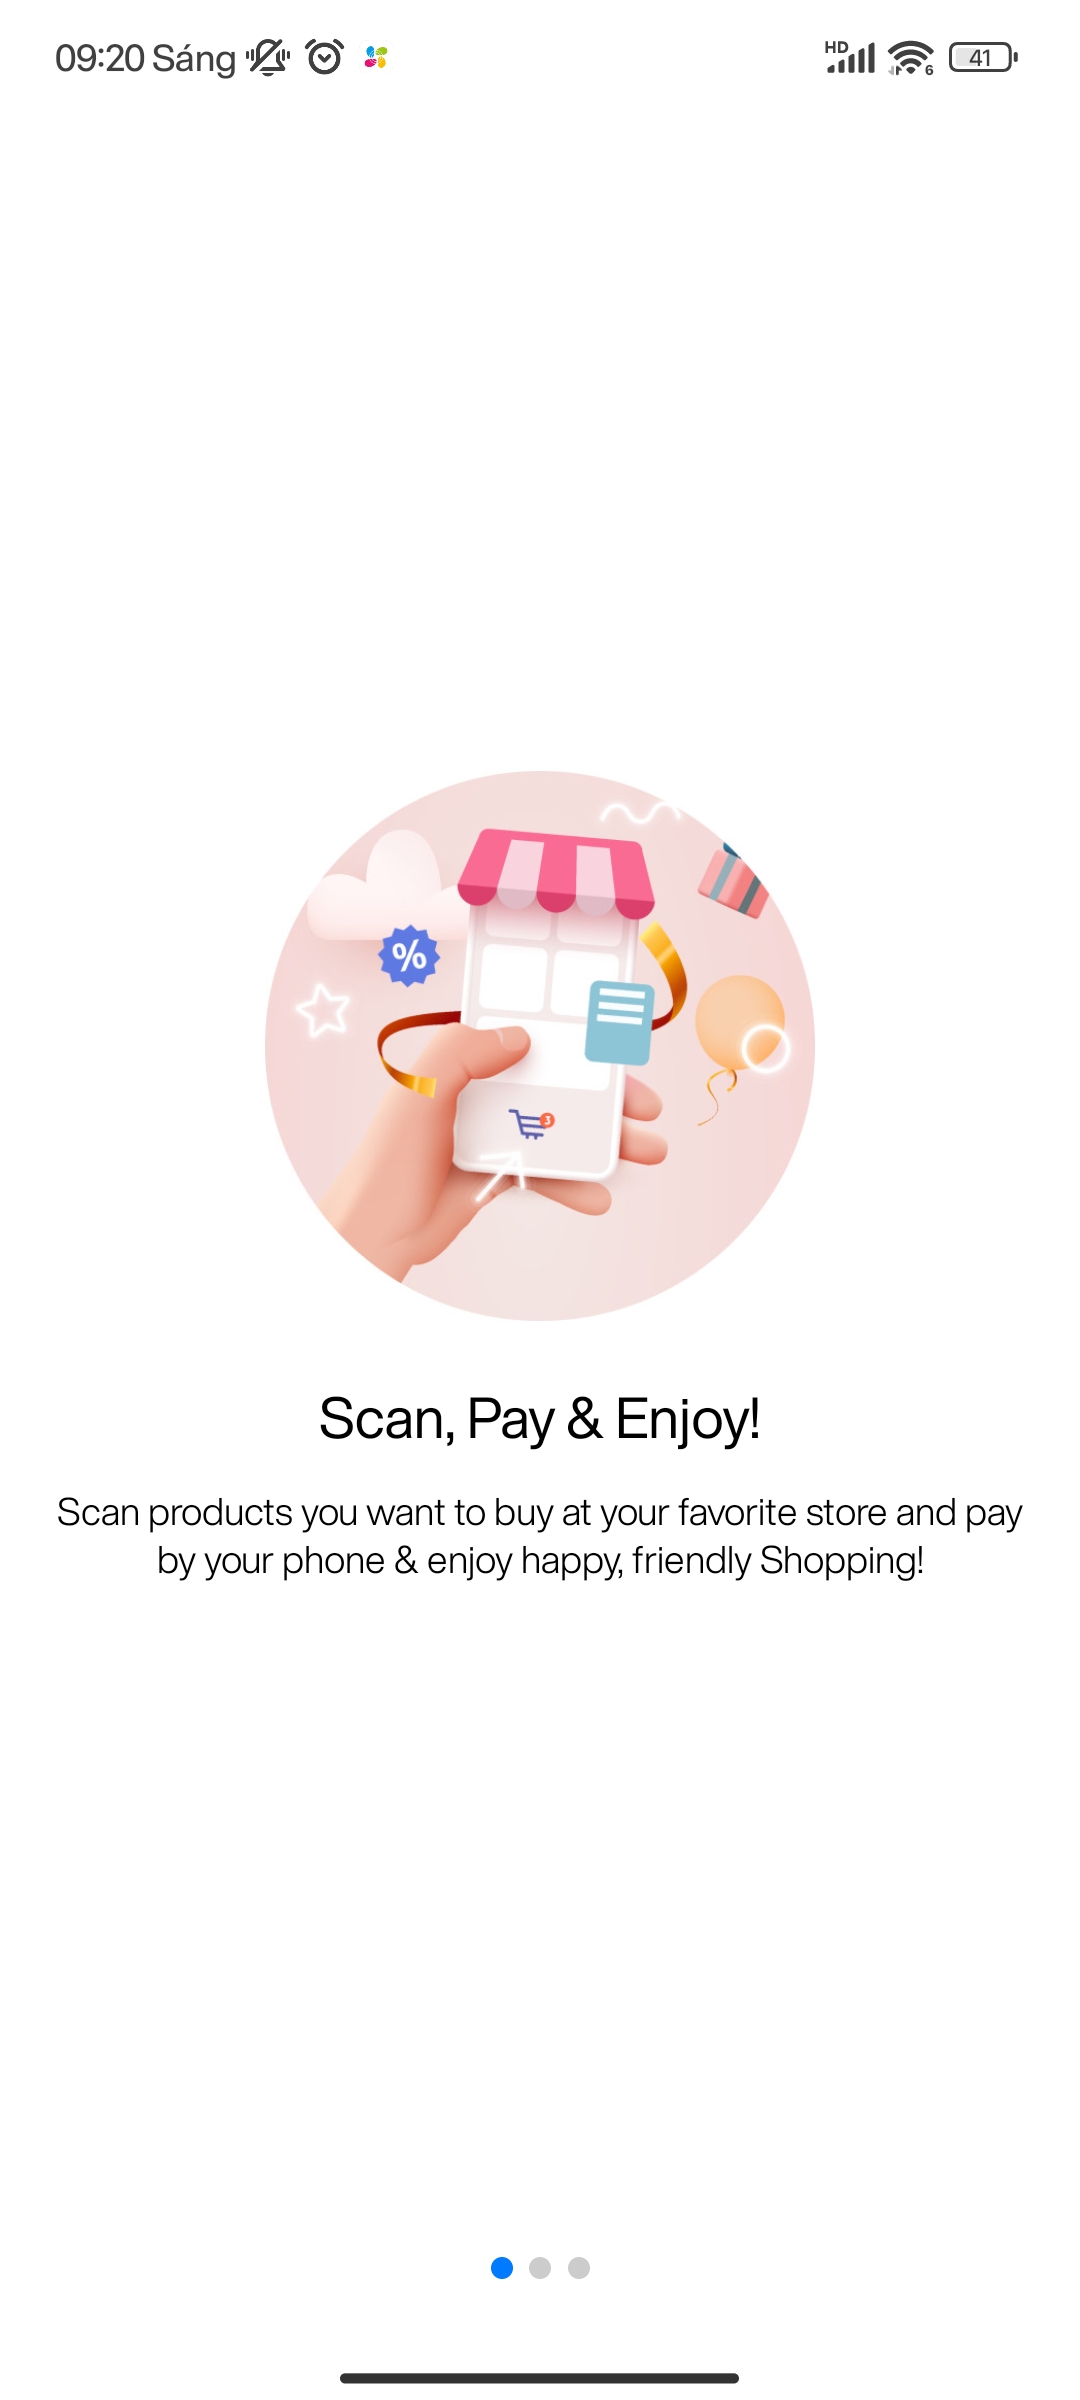 09:20 Sáng
HD
6
41
%
3
Scan, Pay & Enjoy!
Scan products you want to buy at your favorite store and pay
by your phone & enjoy happy, friendly Shopping!